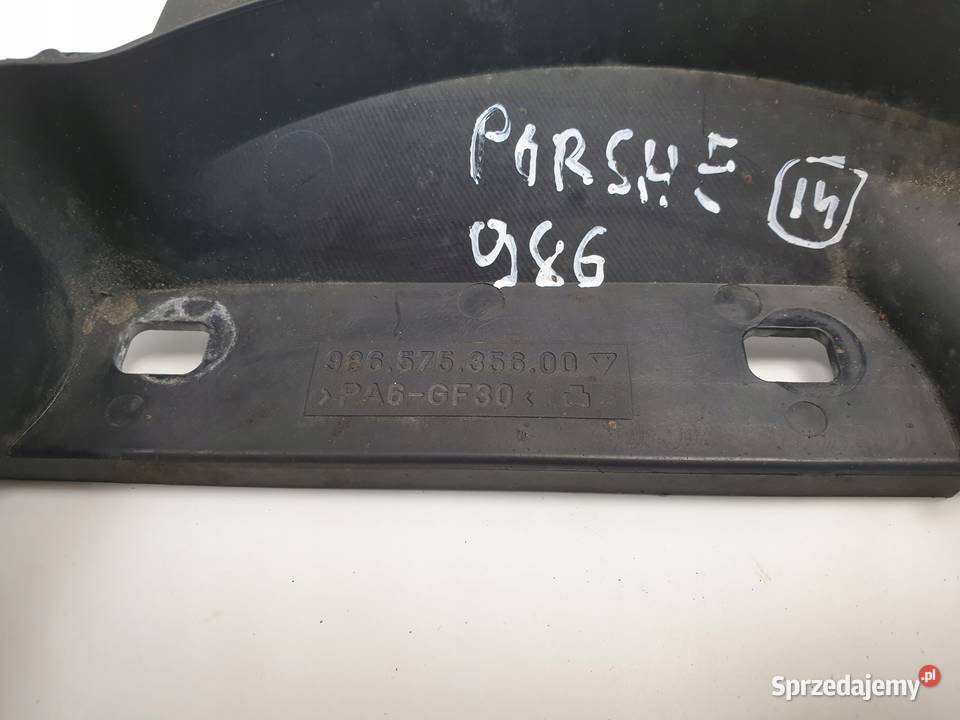 PARSHE 14
986
986.575.356.00
>PA6-GF30<
Sprzedajemy.pl